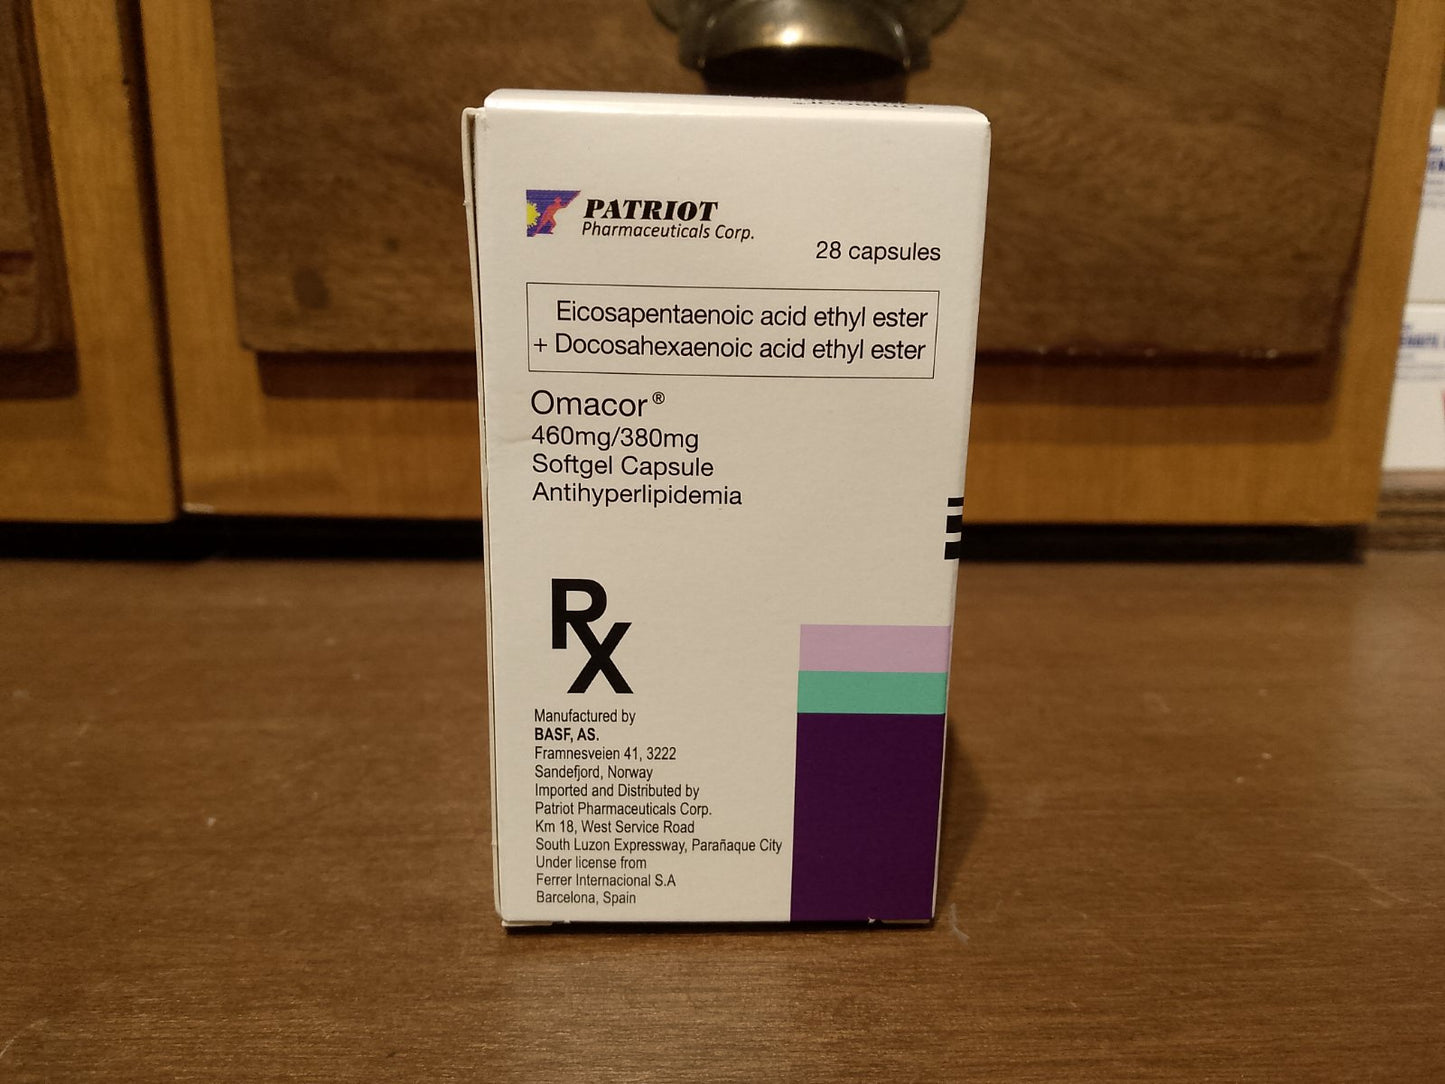 PATRIOT
Pharmaceuticals Corp.
28 capsules
Eicosapentaenoic acid ethyl ester
+ Docosahexaenoic acid ethyl ester
Omacor®
460mg/380mg
Softgel Capsule
Antihyperlipidemia
Rx
Manufactured by
BASF, AS.
Framnesveien 41, 3222
Sandefjord, Norway
Imported and Distributed by
Patriot Pharmaceuticals Corp.
Km 18, West Service Road
South Luzon Expressway, Parañaque City
Under license from
Ferrer Internacional S.A
Barcelona, Spain